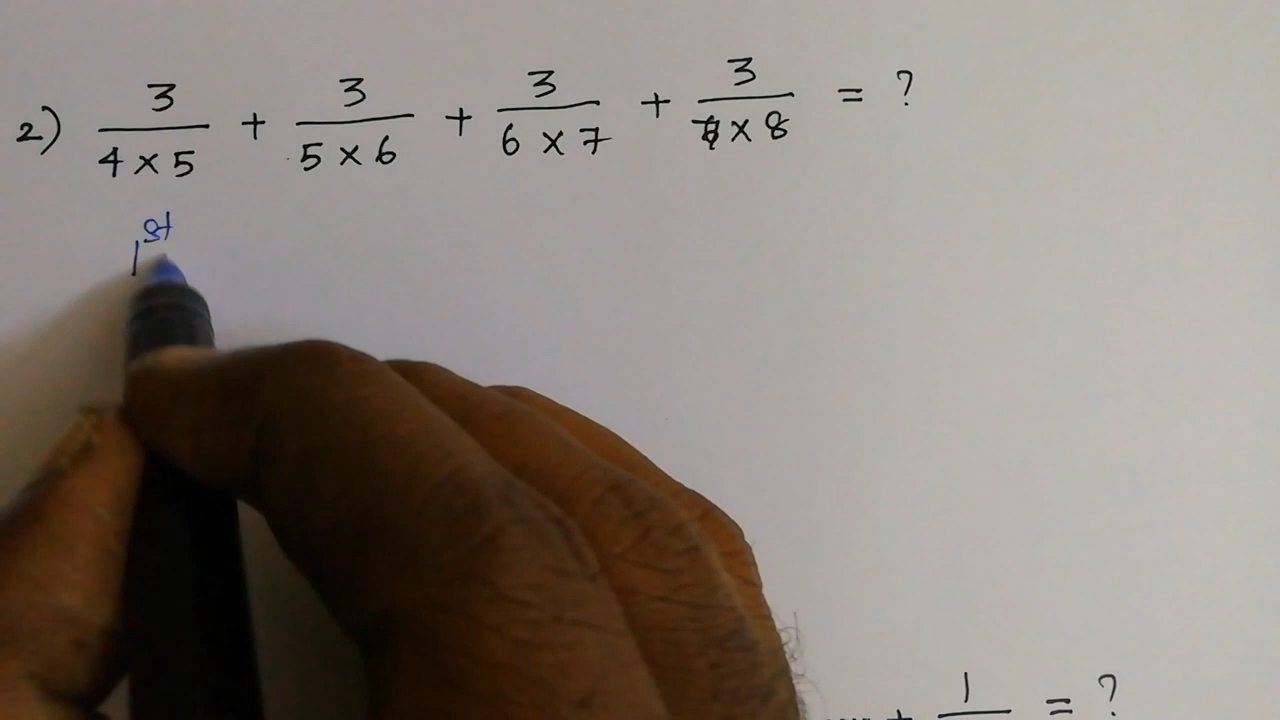 2) 3/(4 × 5) + 3/(5 × 6) + 3/(6 × 7) + 3/(7 × 8) = ?
1st
+ 1 = ?